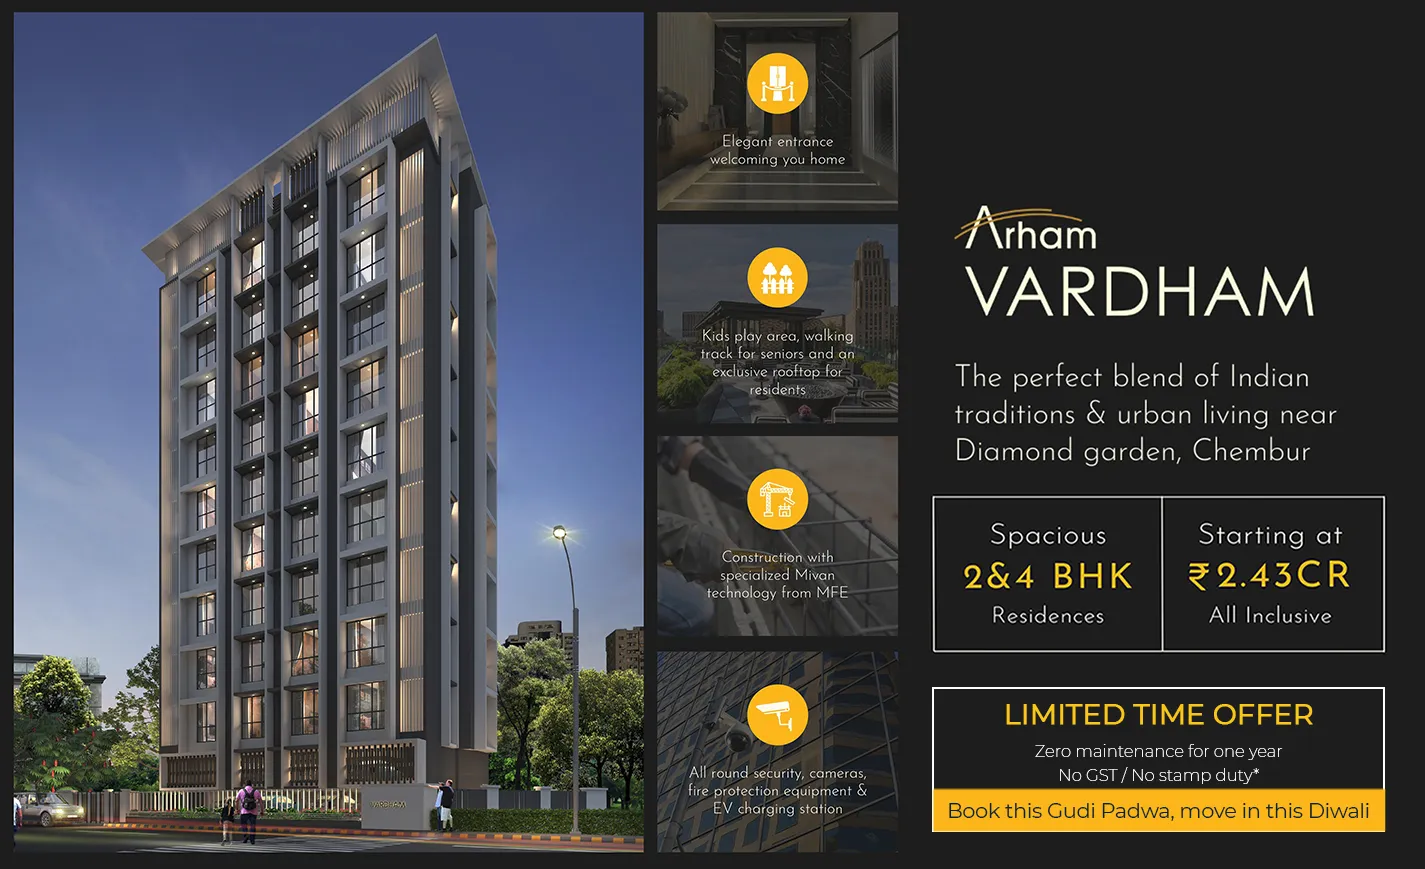 Elegant entrance
welcoming you home
Kids play area, walking
track for seniors and an
exclusive rooftop for
residents
Construction with
specialized Mivan
technology from MFE
All round security, cameras,
fire protection equipment &
EV charging station
VARDHAM
Arham
VARDHAM
The perfect blend of Indian
traditions & urban living near
Diamond garden, Chembur
Spacious
2&4 BHK
Residences
Starting at
₹2.43CR
All Inclusive
LIMITED TIME OFFER
Zero maintenance for one year
No GST / No stamp duty*
Book this Gudi Padwa, move in this Diwali